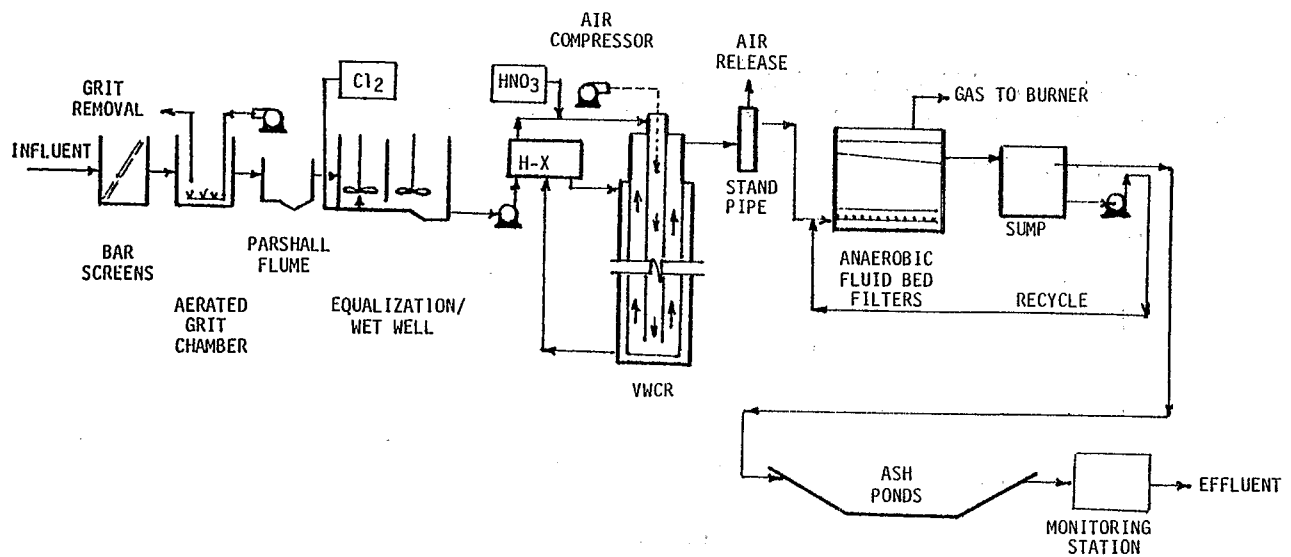 AIR
COMPRESSOR
AIR
RELEASE
Cl2
HNO3
GRIT
REMOVAL
GAS TO BURNER
INFLUENT
H-X
STAND
PIPE
SUMP
BAR
SCREENS
PARSHALL
FLUME
ANAEROBIC
FLUID BED
FILTERS
RECYCLE
AERATED
GRIT
CHAMBER
EQUALIZATION/
WET WELL
VWCR
ASH
PONDS
EFFLUENT
MONITORING
STATION